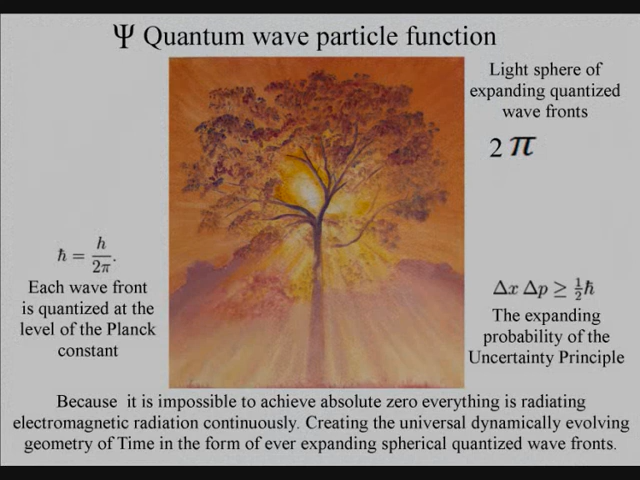 Ψ Quantum wave particle function
Light sphere of
expanding quantized
wave fronts
2 π
ħ = h/2π.
Each wave front
is quantized at the
level of the Planck
constant
Δx Δp ≥ ½ħ
The expanding
probability of the
Uncertainty Principle
Because it is impossible to achieve absolute zero everything is radiating
electromagnetic radiation continuously. Creating the universal dynamically evolving
geometry of Time in the form of ever expanding spherical quantized wave fronts.